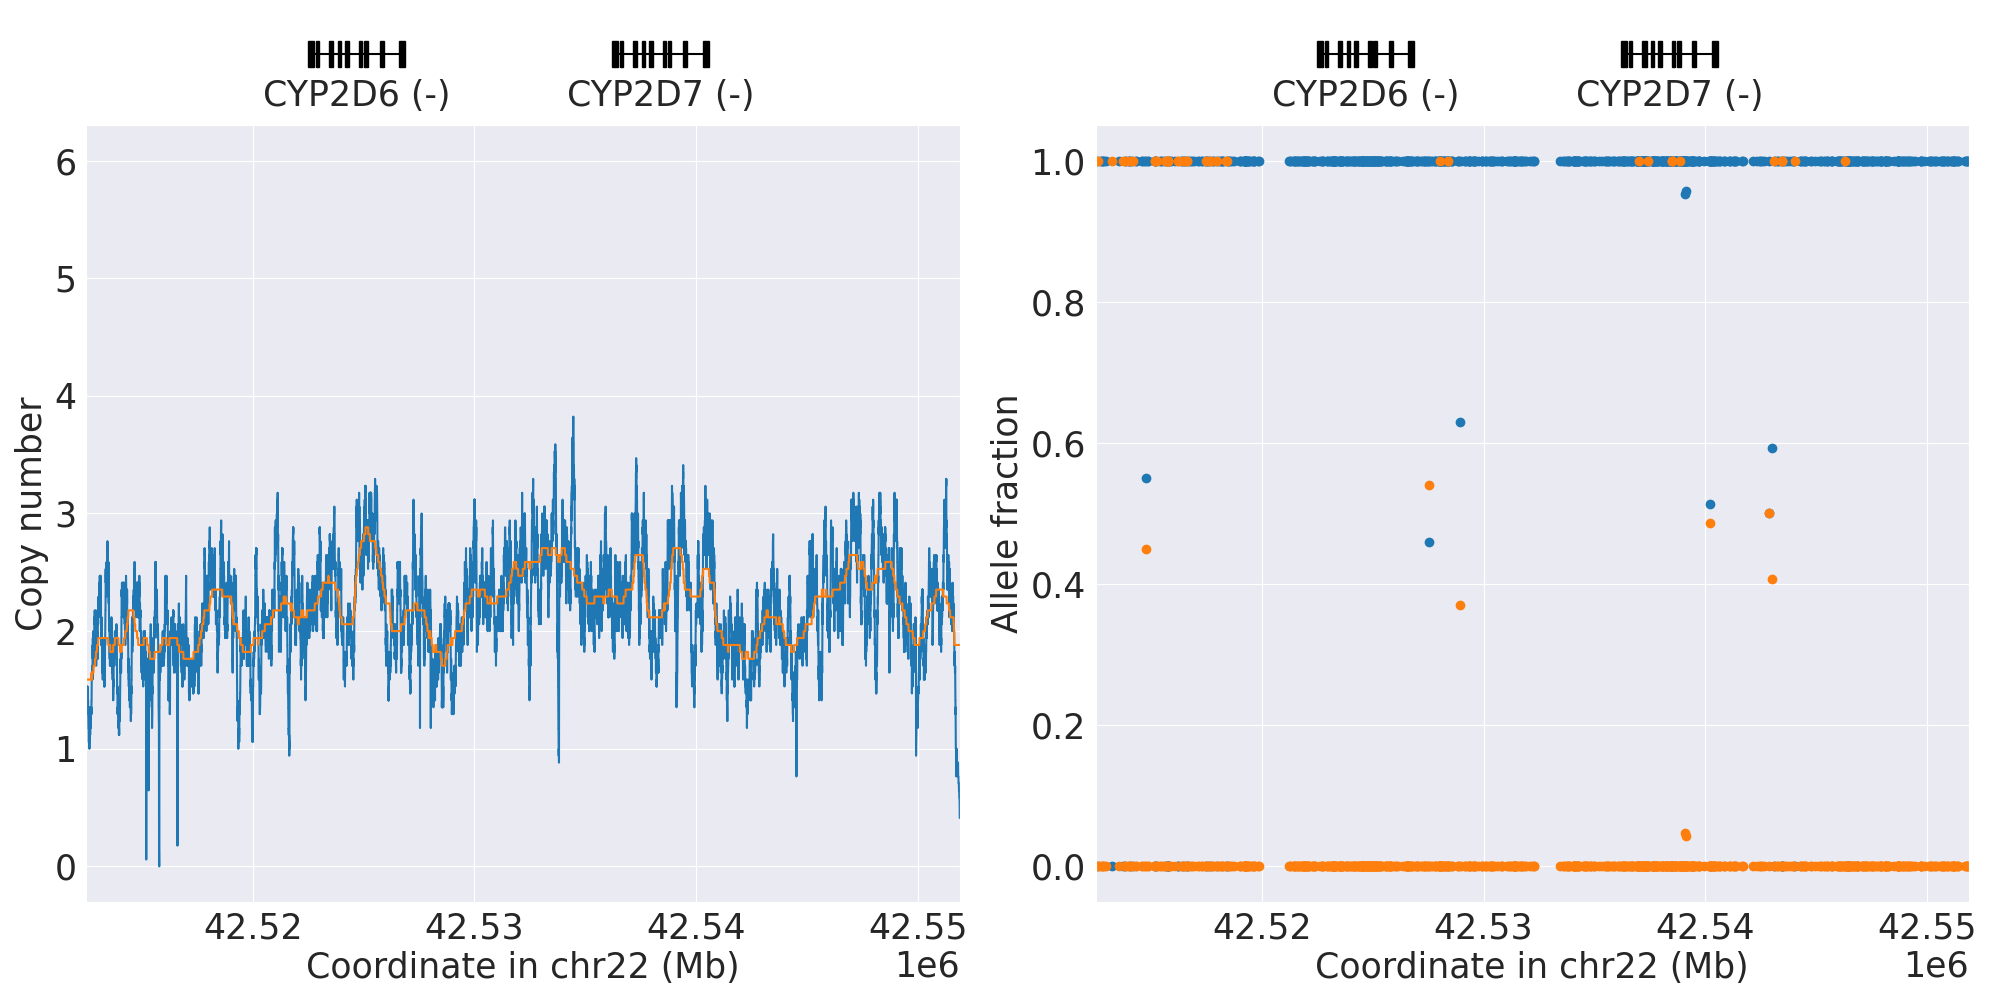 CYP2D6 (-)
CYP2D7 (-)
6
5
4
3
2
1
0
Copy number
42.52
42.53
42.54
42.55
1e6
Coordinate in chr22 (Mb)
CYP2D6 (-)
CYP2D7 (-)
1.0
0.8
0.6
0.4
0.2
0.0
Allele fraction
42.52
42.53
42.54
42.55
1e6
Coordinate in chr22 (Mb)